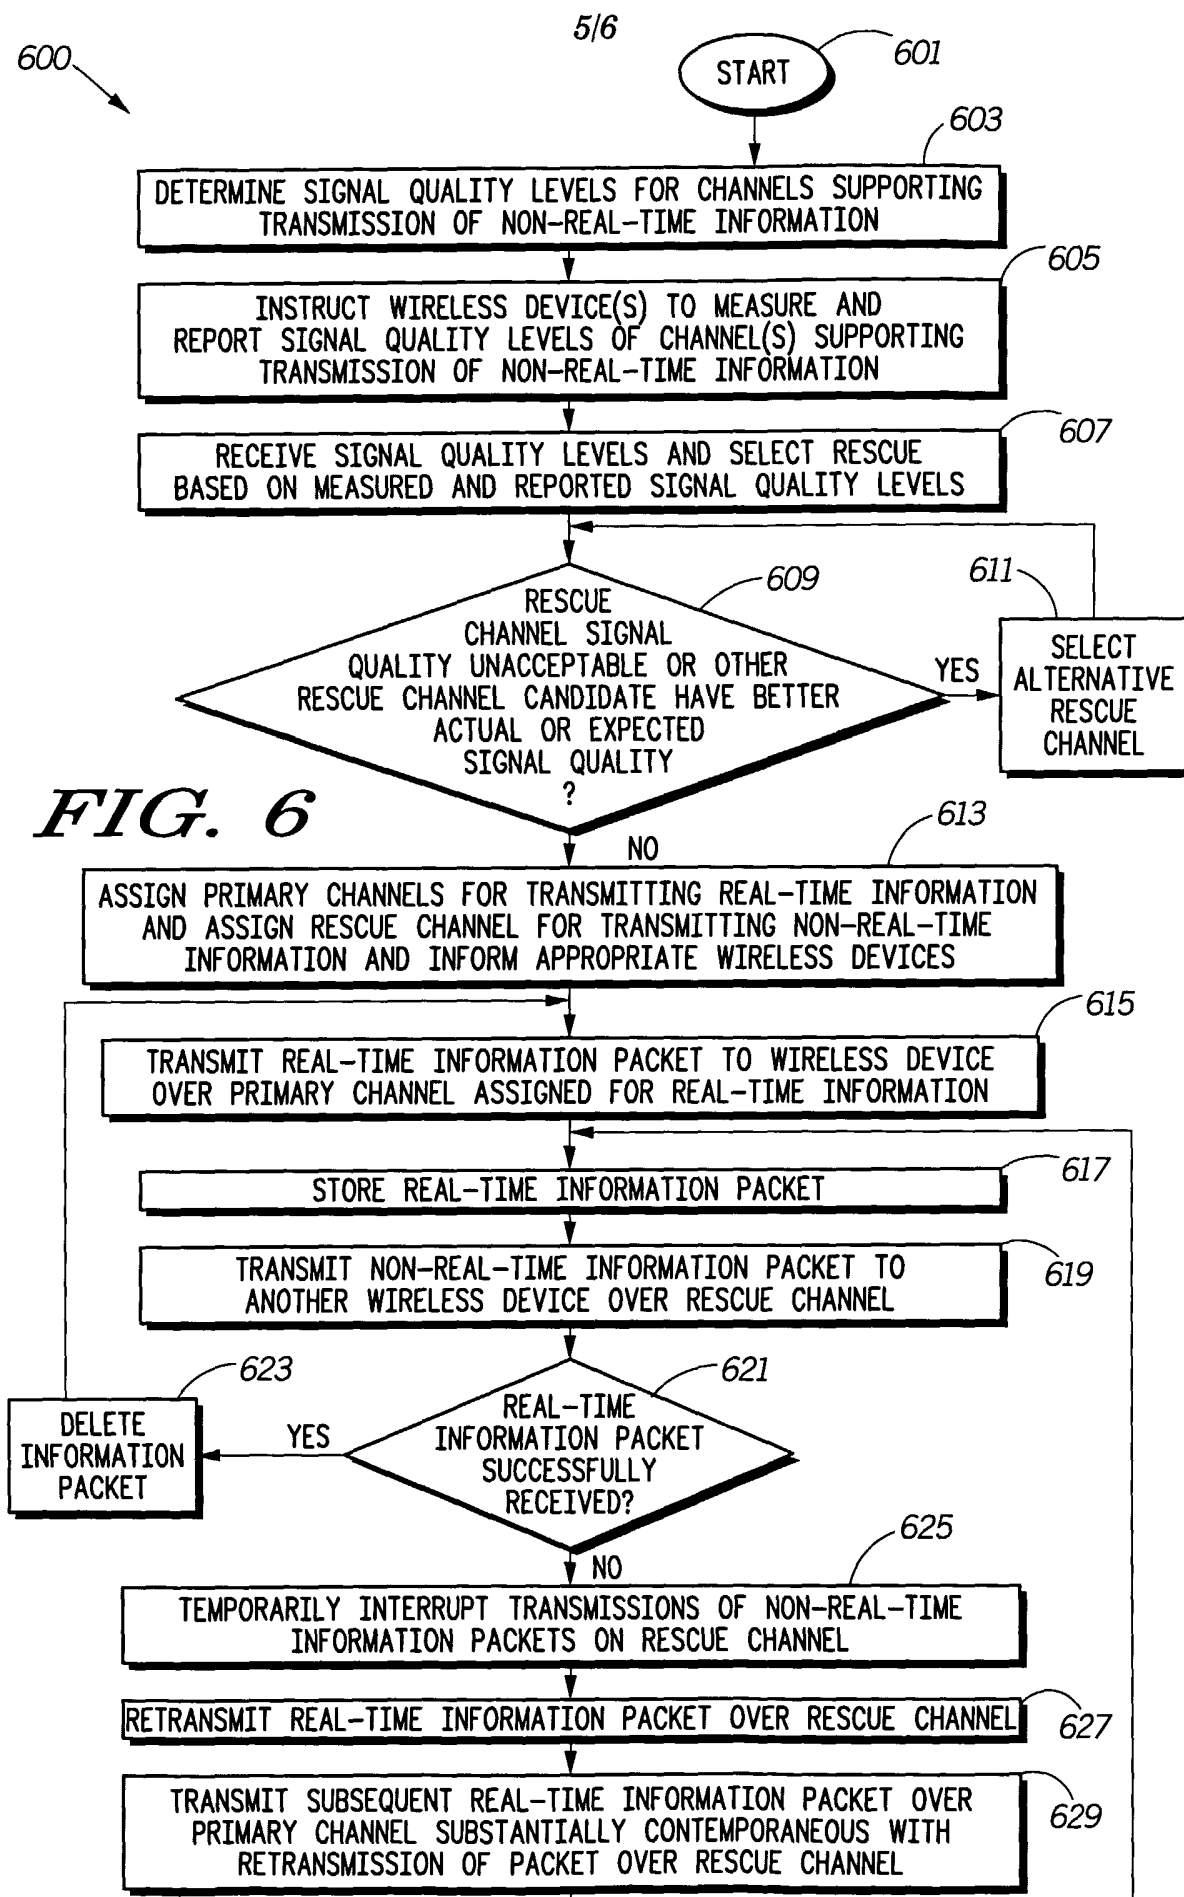 5/6
600
START
601
603
DETERMINE SIGNAL QUALITY LEVELS FOR CHANNELS SUPPORTING
TRANSMISSION OF NON-REAL-TIME INFORMATION
605
INSTRUCT WIRELESS DEVICE(S) TO MEASURE AND
REPORT SIGNAL QUALITY LEVELS OF CHANNEL(S) SUPPORTING
TRANSMISSION OF NON-REAL-TIME INFORMATION
607
RECEIVE SIGNAL QUALITY LEVELS AND SELECT RESCUE
BASED ON MEASURED AND REPORTED SIGNAL QUALITY LEVELS
609
RESCUE
CHANNEL SIGNAL
QUALITY UNACCEPTABLE OR OTHER
RESCUE CHANNEL CANDIDATE HAVE BETTER
ACTUAL OR EXPECTED
SIGNAL QUALITY
?
YES
611
SELECT
ALTERNATIVE
RESCUE
CHANNEL
FIG. 6
NO
613
ASSIGN PRIMARY CHANNELS FOR TRANSMITTING REAL-TIME INFORMATION
AND ASSIGN RESCUE CHANNEL FOR TRANSMITTING NON-REAL-TIME
INFORMATION AND INFORM APPROPRIATE WIRELESS DEVICES
615
TRANSMIT REAL-TIME INFORMATION PACKET TO WIRELESS DEVICE
OVER PRIMARY CHANNEL ASSIGNED FOR REAL-TIME INFORMATION
617
STORE REAL-TIME INFORMATION PACKET
619
TRANSMIT NON-REAL-TIME INFORMATION PACKET TO
ANOTHER WIRELESS DEVICE OVER RESCUE CHANNEL
621
REAL-TIME
INFORMATION PACKET
SUCCESSFULLY
RECEIVED?
YES
623
DELETE
INFORMATION
PACKET
NO
625
TEMPORARILY INTERRUPT TRANSMISSIONS OF NON-REAL-TIME
INFORMATION PACKETS ON RESCUE CHANNEL
RETRANSMIT REAL-TIME INFORMATION PACKET OVER RESCUE CHANNEL
627
TRANSMIT SUBSEQUENT REAL-TIME INFORMATION PACKET OVER
PRIMARY CHANNEL SUBSTANTIALLY CONTEMPORANEOUS WITH
RETRANSMISSION OF PACKET OVER RESCUE CHANNEL
629